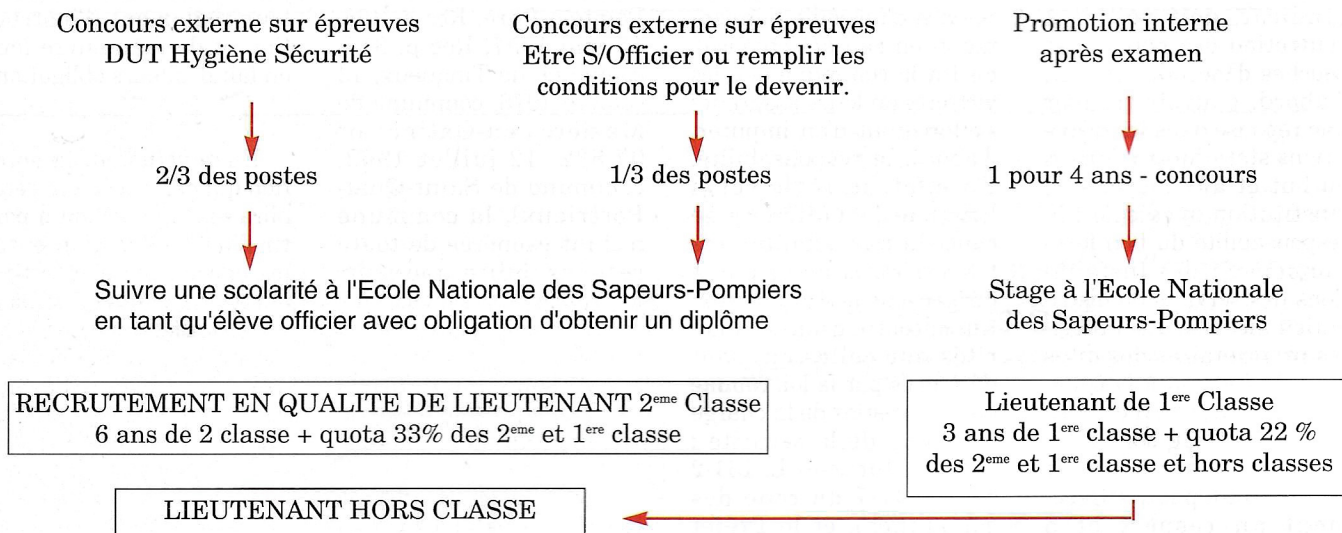 Concours externe sur épreuves
DUT Hygiène Sécurité
2/3 des postes
Concours externe sur épreuves
Etre S/Officier ou remplir les
conditions pour le devenir.
1/3 des postes
Suivre une scolarité à l'Ecole Nationale des Sapeurs-Pompiers
en tant qu'élève officier avec obligation d'obtenir un diplôme
Promotion interne
après examen
1 pour 4 ans - concours
Stage à l'Ecole Nationale
des Sapeurs-Pompiers
RECRUTEMENT EN QUALITE DE LIEUTENANT 2eme Classe
6 ans de 2 classe + quota 33% des 2eme et 1ere classe
Lieutenant de 1ere Classe
3 ans de 1ere classe + quota 22 %
des 2eme et 1ere classe et hors classes
LIEUTENANT HORS CLASSE